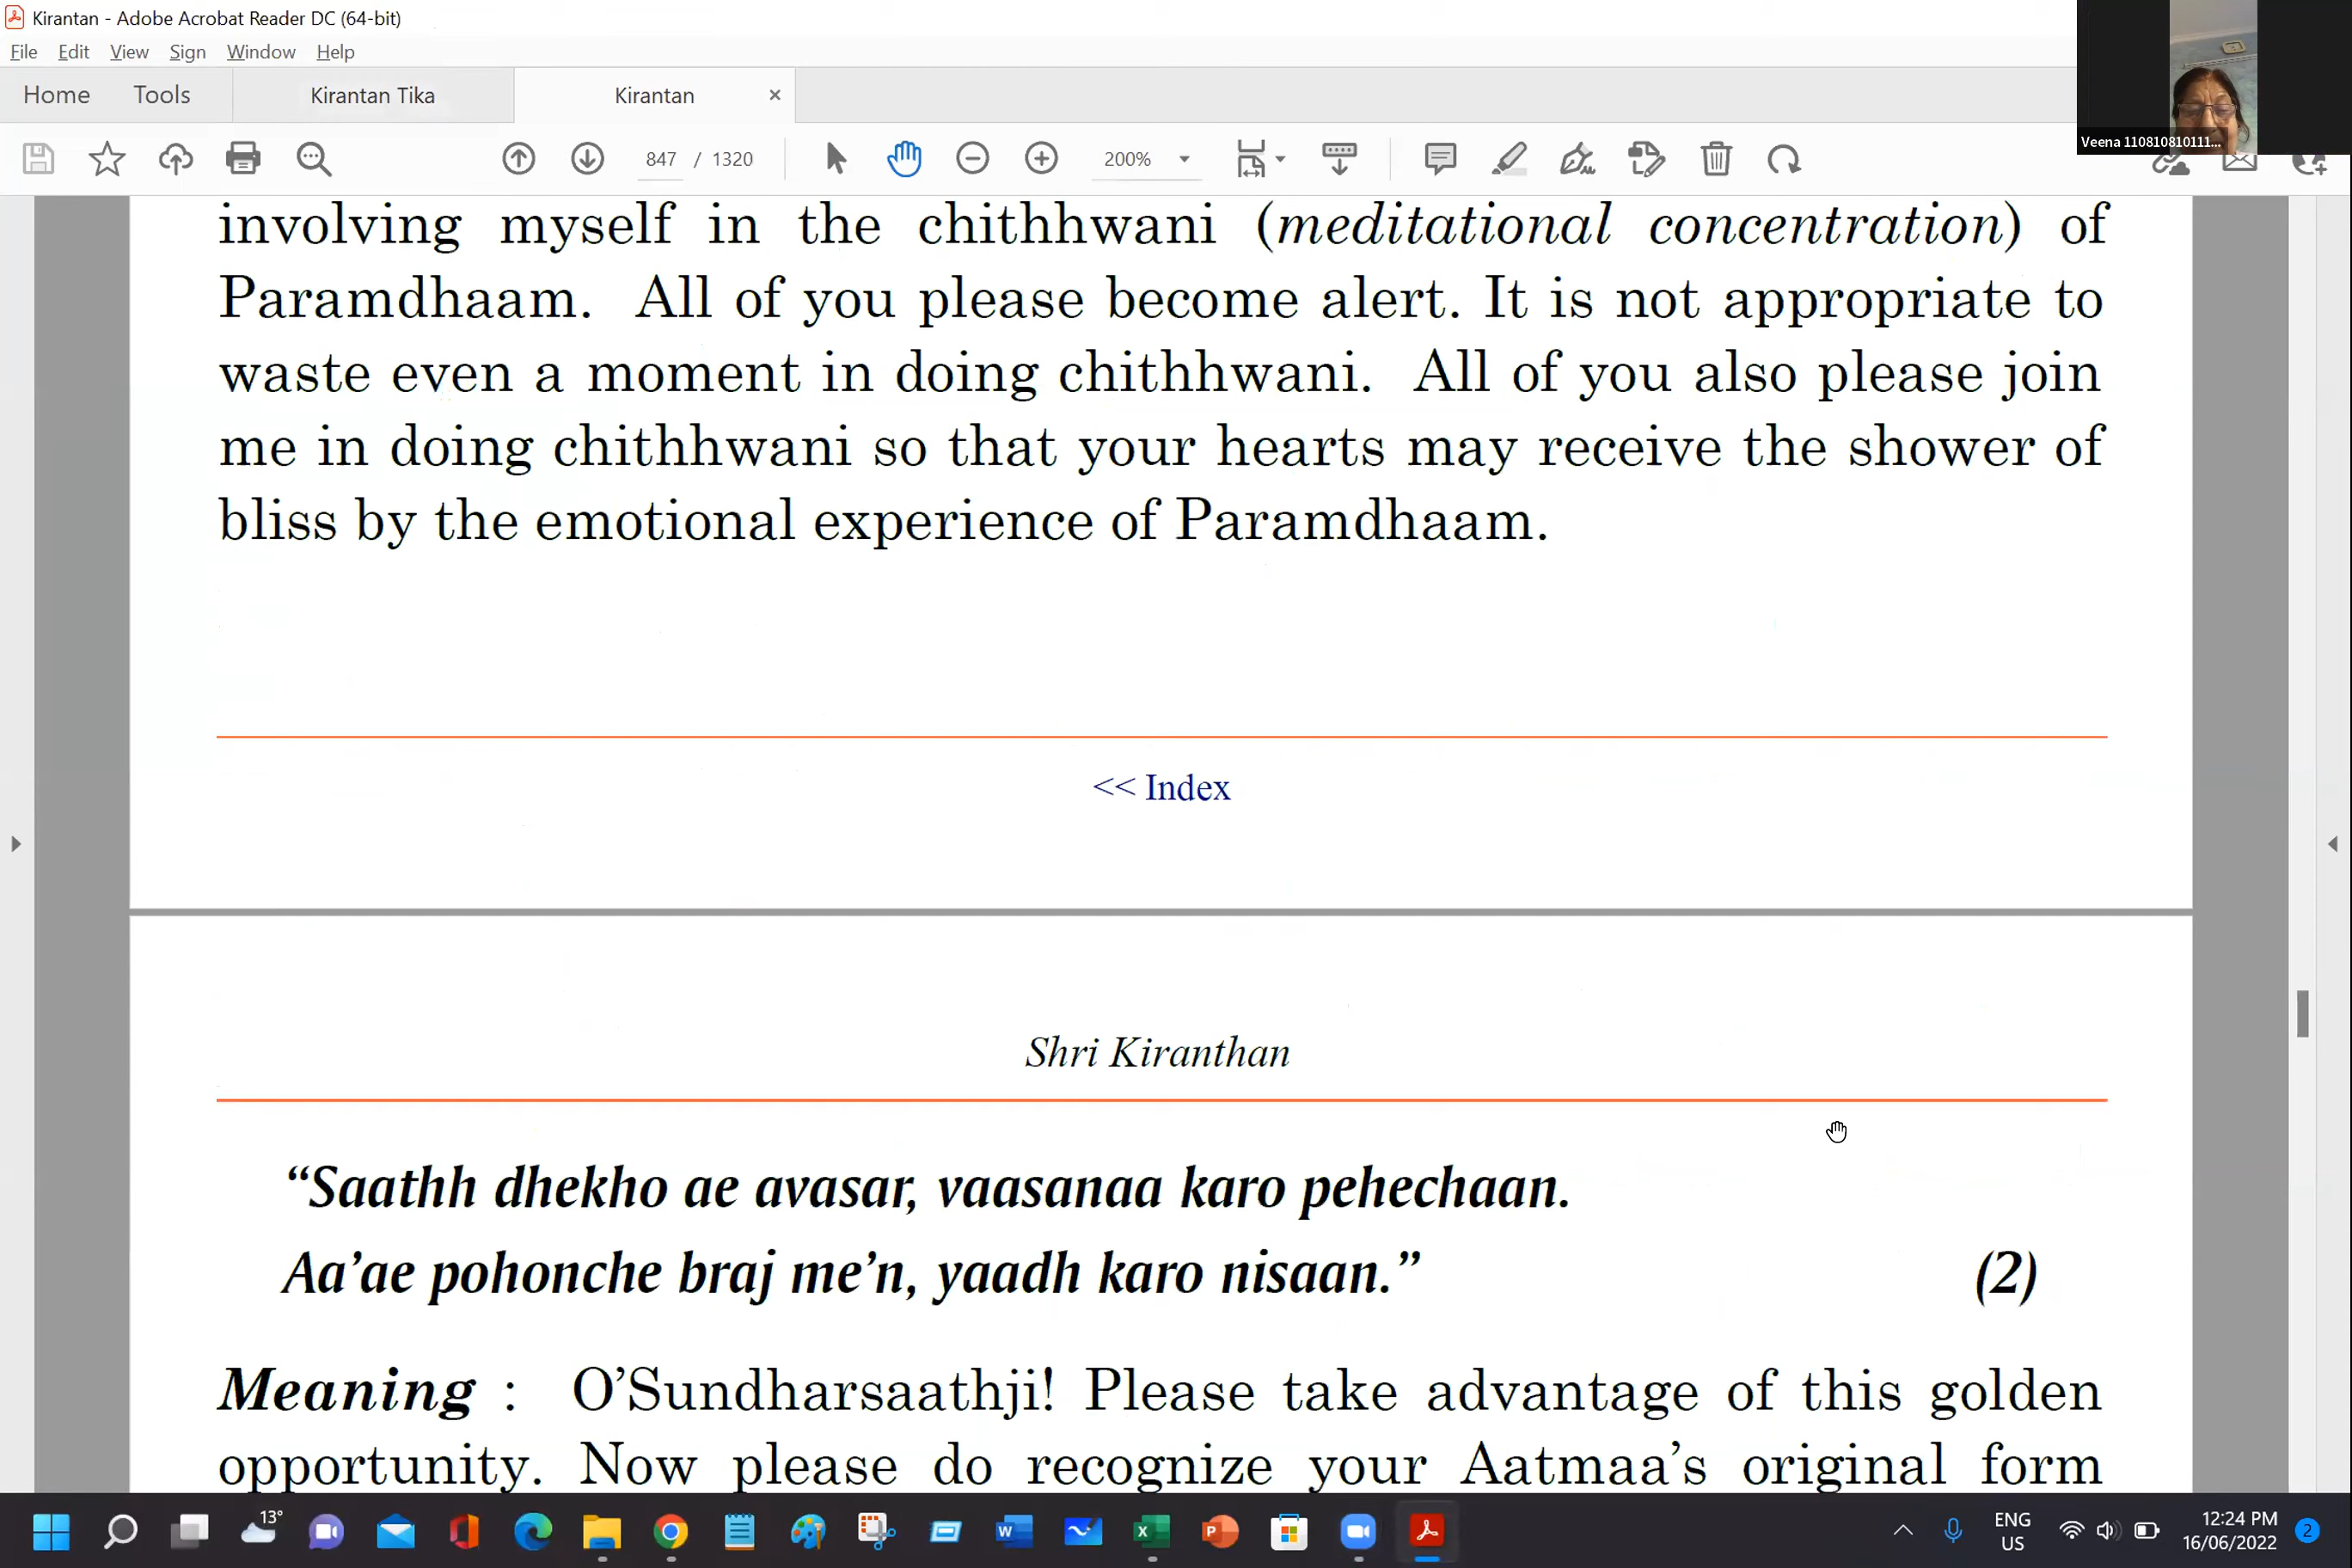 Kirantan - Adobe Acrobat Reader DC (64-bit)
File Edit View Sign Window Help
Home Tools Kirantan Tika Kirantan
847 / 1320 200%
Veena 110810810111...
involving myself in the chithhwani (meditational concentration) of
Paramdhaam. All of you please become alert. It is not appropriate to
waste even a moment in doing chithhwani. All of you also please join
me in doing chithhwani so that your hearts may receive the shower of
bliss by the emotional experience of Paramdhaam.
<< Index
Shri Kiranthan
“Saathh dhekho ae avasar, vaasanaa karo pehechaan.
Aa’ae pohonche braj me’n, yaadh karo nisaan.” (2)
Meaning : O’Sundharsaathji! Please take advantage of this golden
opportunity. Now please do recognize your Aatmaa’s original form
13°
ENG
US
12:24 PM
16/06/2022
2